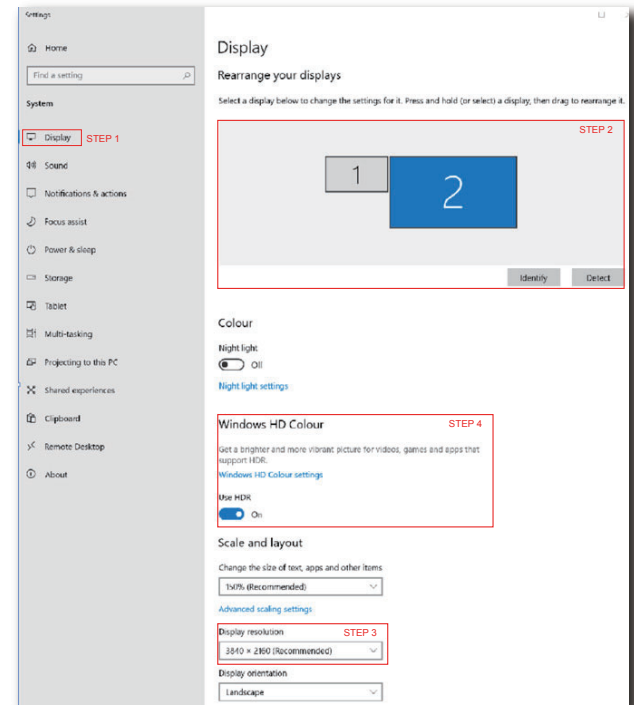 Settings
Home
Find a setting
System
Display STEP 1
Sound
Notifications & actions
Focus assist
Power & sleep
Storage
Tablet
Multi-tasking
Projecting to this PC
Shared experiences
Clipboard
Remote Desktop
About
Display
Rearrange your displays
Select a display below to change the settings for it. Press and hold (or select) a display, then drag to rearrange it.
STEP 2
1
2
Identify Detect
Colour
Night light
Off
Night light settings
Windows HD Colour STEP 4
Get a brighter and more vibrant picture for videos, games and apps that
support HDR.
Windows HD Colour settings
Use HDR
On
Scale and layout
Change the size of text, apps and other items
150% (Recommended)
Advanced scaling settings
Display resolution STEP 3
3840 × 2160 (Recommended)
Display orientation
Landscape